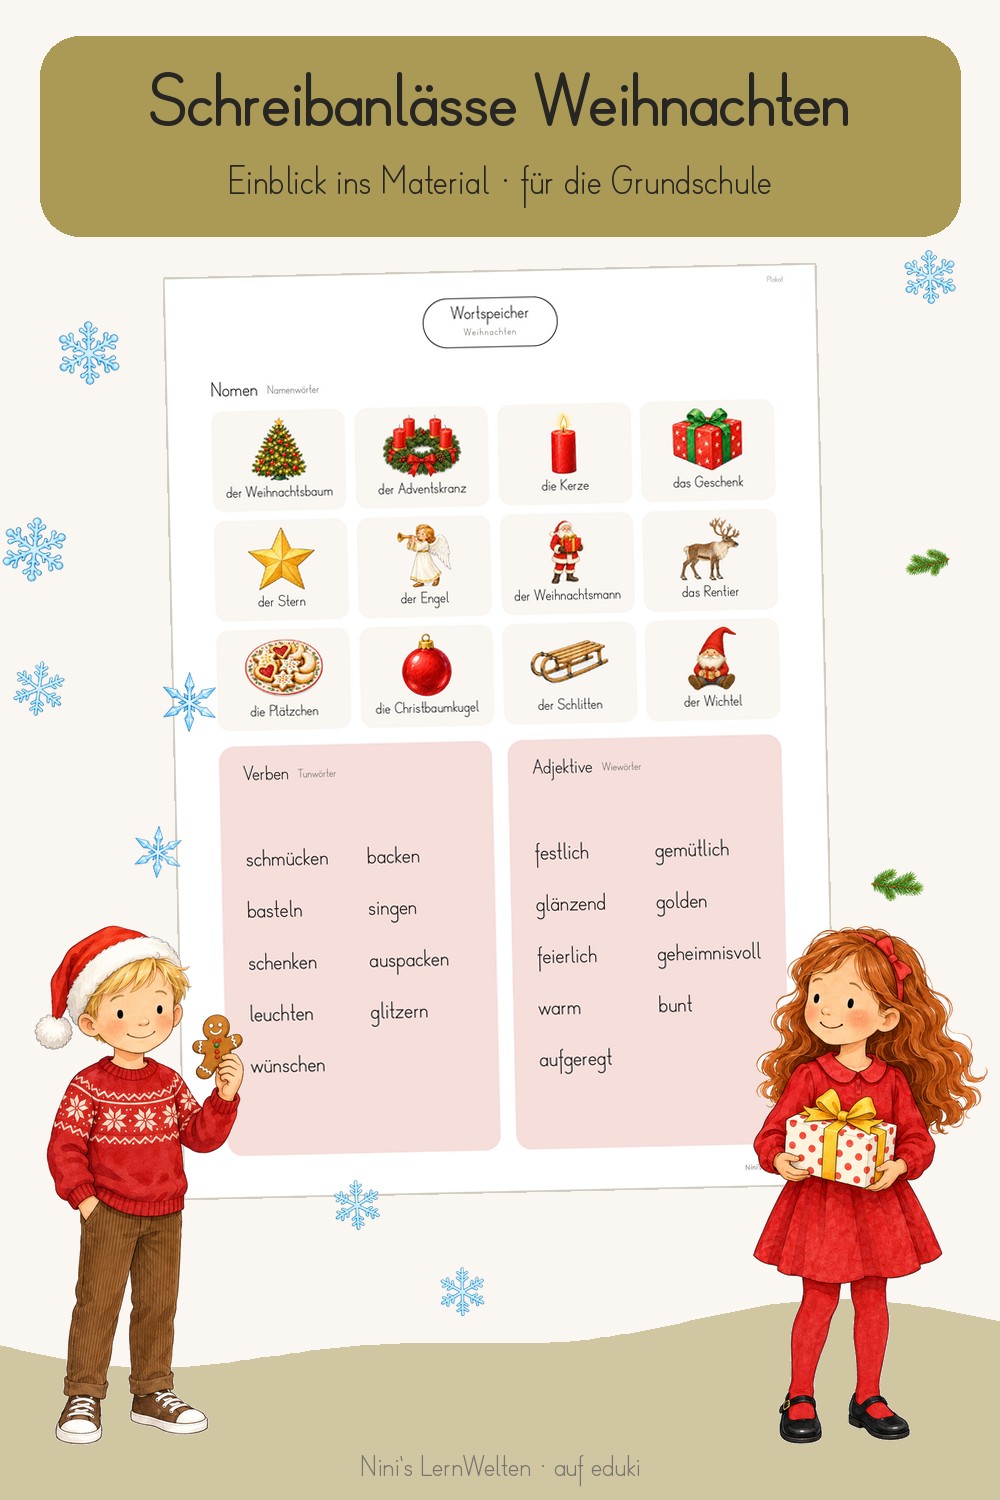 Schreibanlässe Weihnachten
Einblick ins Material · für die Grundschule
Plakat
Wortspeicher
Weihnachten
Nomen Namenwörter
der Weihnachtsbaum der Adventskranz die Kerze das Geschenk
der Stern der Engel der Weihnachtsmann das Rentier
die Plätzchen die Christbaumkugel der Schlitten der Wichtel
Verben Tunwörter
schmücken backen
basteln singen
schenken auspacken
leuchten glitzern
wünschen
Adjektive Wiewörter
festlich gemütlich
glänzend golden
feierlich geheimnisvoll
warm bunt
aufgeregt
Nini's LernWelten · auf eduki